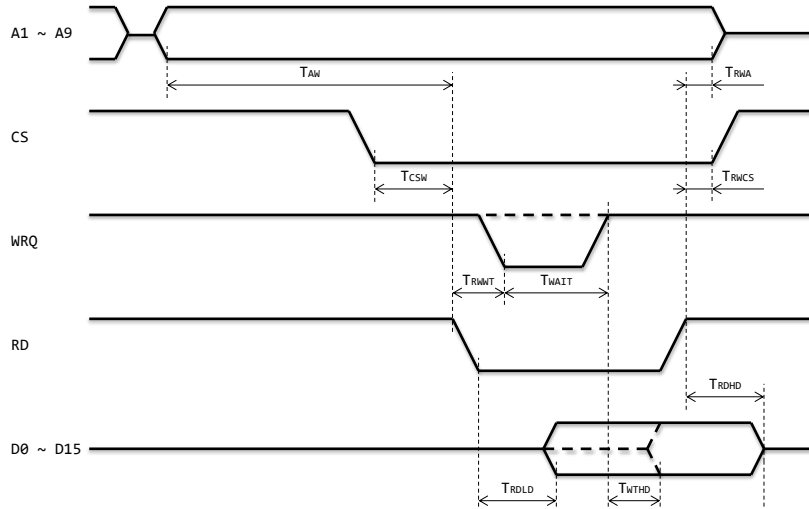 A1 ~ A9
TAW
TRWA
CS
TCSW
TRWCS
WRQ
TRWWT
TWAIT
RD
TRDHD
D0 ~ D15
TRDLD
TWTHD